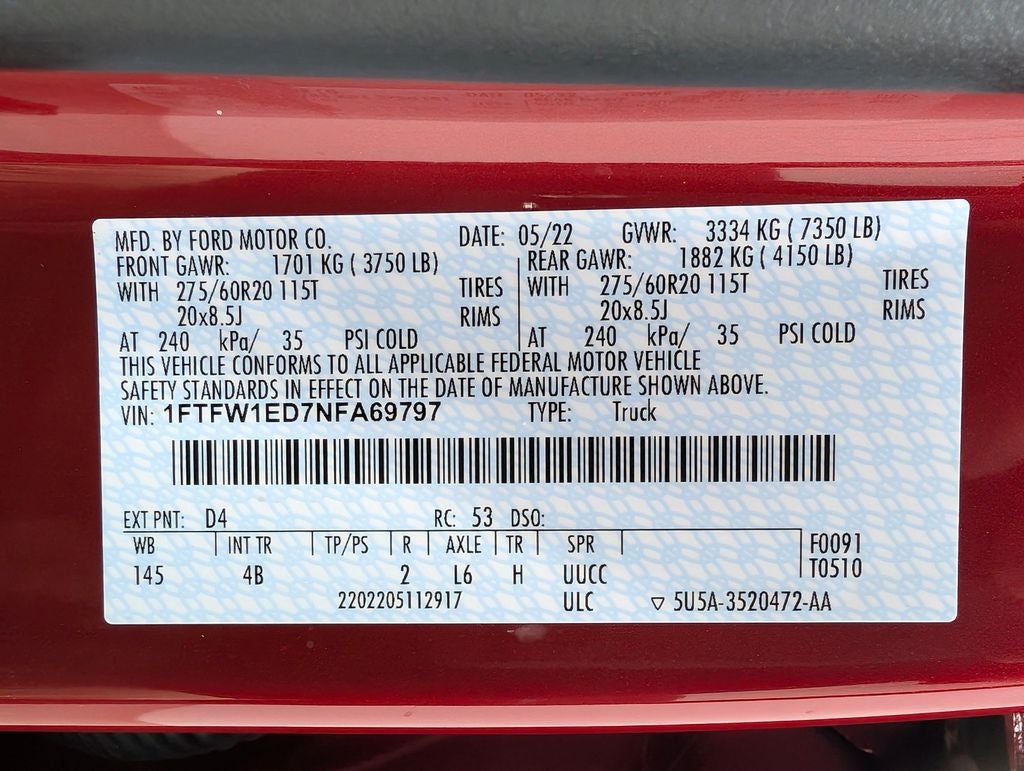 MFD. BY FORD MOTOR CO. DATE: 05/22 GVWR: 3334 KG ( 7350 LB)
FRONT GAWR: 1701 KG ( 3750 LB) REAR GAWR: 1882 KG ( 4150 LB)
WITH 275/60R20 115T TIRES WITH 275/60R20 115T TIRES
20x8.5J RIMS 20x8.5J RIMS
AT 240 kPa/ 35 PSI COLD AT 240 kPa/ 35 PSI COLD
THIS VEHICLE CONFORMS TO ALL APPLICABLE FEDERAL MOTOR VEHICLE
SAFETY STANDARDS IN EFFECT ON THE DATE OF MANUFACTURE SHOWN ABOVE.
VIN: 1FTFW1ED7NFA69797 TYPE: Truck
EXT PNT: D4 RC: 53 DSO:
WB INT TR TP/PS R AXLE TR SPR F0091
145 4B 2 L6 H UUCC T0510
2202205112917 ULC ▽ 5U5A-3520472-AA